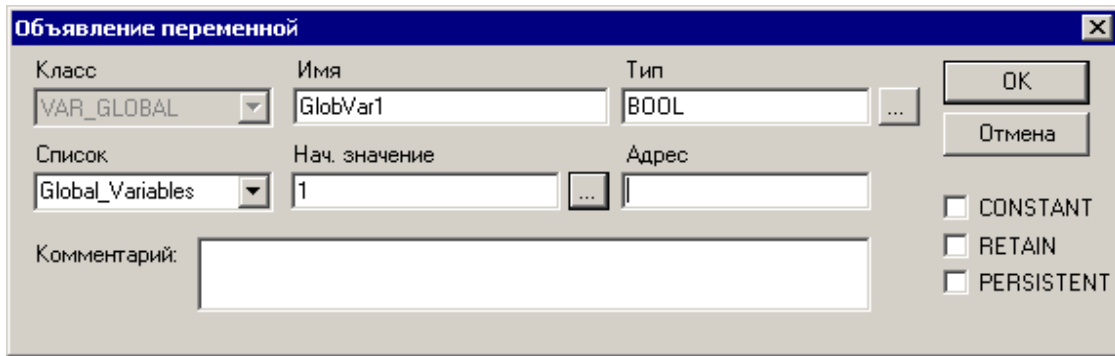 Объявление переменной
Класс Имя Тип
VAR_GLOBAL GlobVar1 BOOL ... OK
Список Нач. значение Адрес Отмена
Global_Variables 1 ...
CONSTANT
Комментарий: RETAIN
PERSISTENT